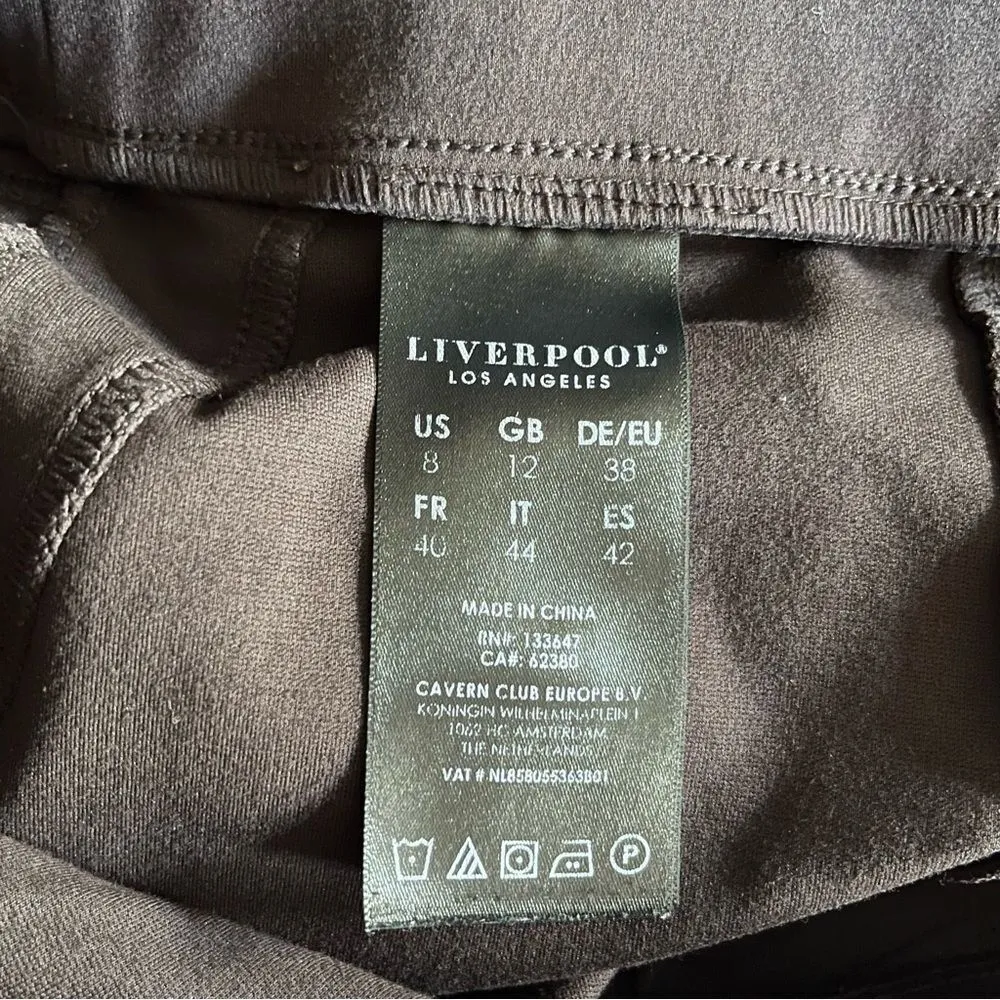 LIVERPOOL®
LOS ANGELES
US GB DE/EU
8 12 38
FR IT ES
40 44 42
MADE IN CHINA
RN#: 133647
CA#: 62380
CAVERN CLUB EUROPE B.V.
KONINGIN WILHELMINAPLEIN 1
1062 HG AMSTERDAM
THE NETHERLANDS
VAT # NL858055363B01
P